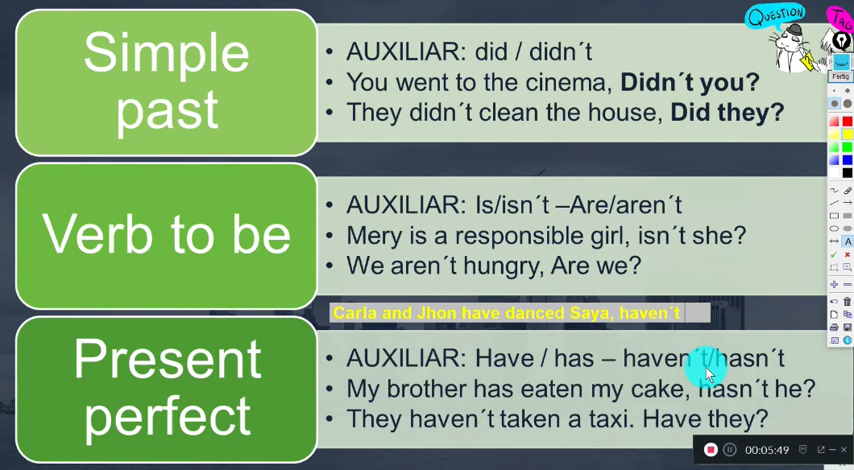 QUESTION
TAG
Simple
past
• AUXILIAR: did / didn´t
• You went to the cinema, Didn´t you?
• They didn´t clean the house, Did they?
Fertig
Verb to be
• AUXILIAR: Is/isn´t –Are/aren´t
• Mery is a responsible girl, isn´t she?
• We aren´t hungry, Are we?
A
Carla and Jhon have danced Saya, haven´t
Present
perfect
• AUXILIAR: Have / has – haven´t/hasn´t
• My brother has eaten my cake, hasn´t he?
• They haven´t taken a taxi. Have they?
00:05:49